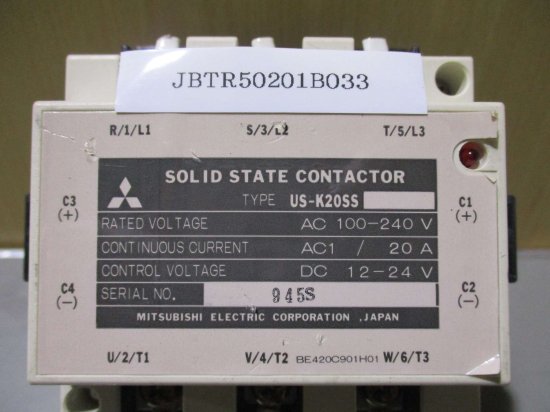 JBTR50201B033
R/1/L1 S/3/L2 T/5/L3
SOLID STATE CONTACTOR
TYPE US-K20SS
C3 (+)
C1 (+)
RATED VOLTAGE AC 100-240 V
CONTINUOUS CURRENT AC1 / 20 A
CONTROL VOLTAGE DC 12-24 V
C4 (-)
C2 (-)
SERIAL NO. 945S
MITSUBISHI ELECTRIC CORPORATION , JAPAN
U/2/T1 V/4/T2 BE420C901H01 W/6/T3